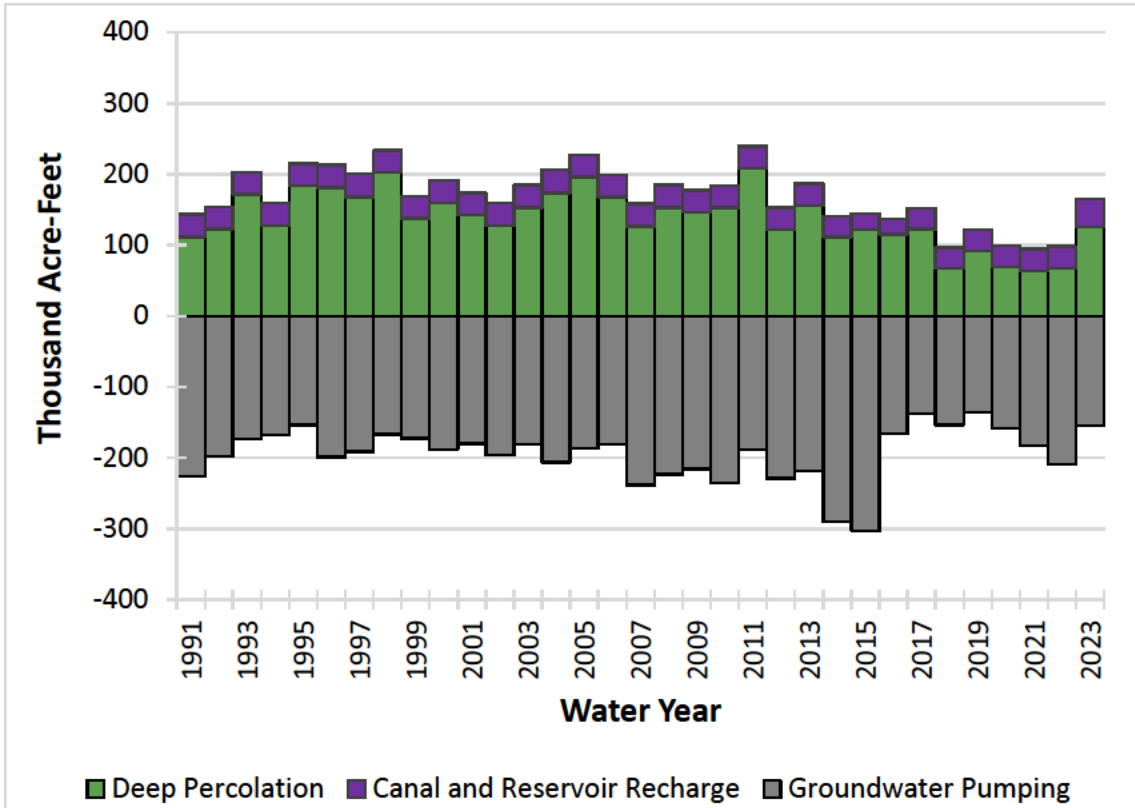 400
300
200
100
0
-100
-200
-300
-400
Thousand Acre-Feet
1991 1993 1995 1997 1999 2001 2003 2005 2007 2009 2011 2013 2015 2017 2019 2021 2023
Water Year
Deep Percolation Canal and Reservoir Recharge Groundwater Pumping